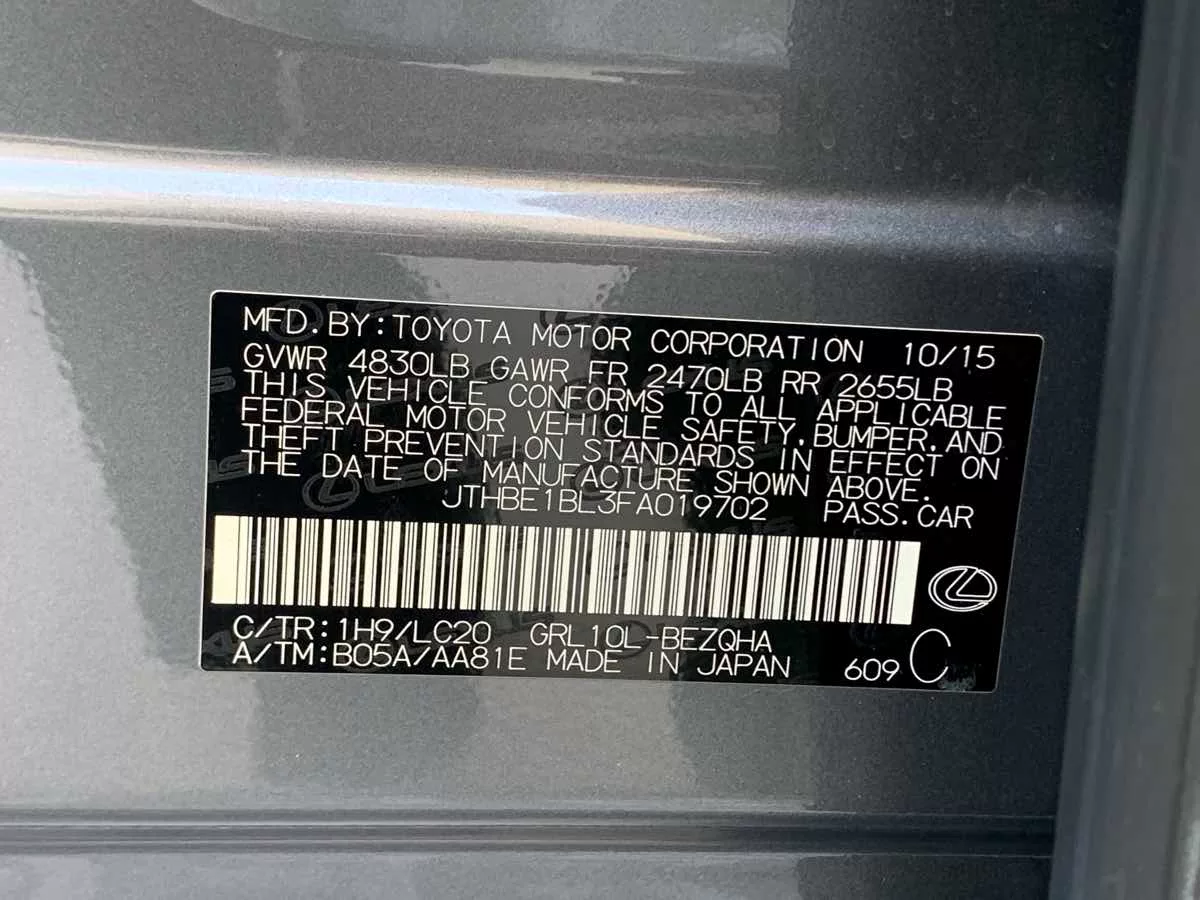 MFD.BY:TOYOTA MOTOR CORPORATION 10/15
GVWR 4830LB GAWR FR 2470LB RR 2655LB
THIS VEHICLE CONFORMS TO ALL APPLICABLE
FEDERAL MOTOR VEHICLE SAFETY,BUMPER,AND
THEFT PREVENTION STANDARDS IN EFFECT ON
THE DATE OF MANUFACTURE SHOWN ABOVE.
JTHBE1BL3FA019702 PASS.CAR
C/TR:1H9/LC20 GRL10L-BEZQHA
A/TM:B05A/AA81E MADE IN JAPAN 609 C